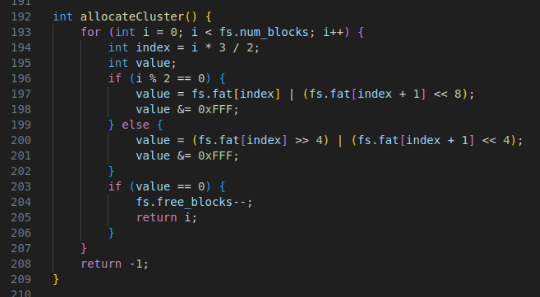 191
192 int allocateCluster() {
193     for (int i = 0; i < fs.num_blocks; i++) {
194         int index = i * 3 / 2;
195         int value;
196         if (i % 2 == 0) {
197             value = fs.fat[index] | (fs.fat[index + 1] << 8);
198             value &= 0xFFF;
199         } else {
200             value = (fs.fat[index] >> 4) | (fs.fat[index + 1] << 4);
201             value &= 0xFFF;
202         }
203         if (value == 0) {
204             fs.free_blocks--;
205             return i;
206         }
207     }
208     return -1;
209 }
210